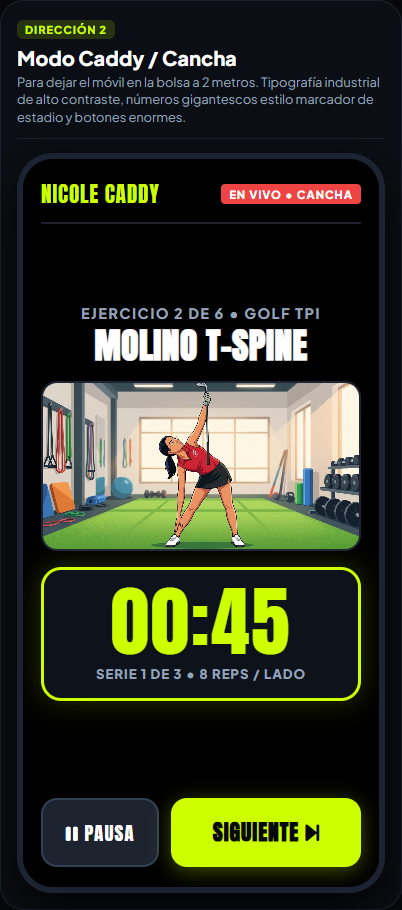 DIRECCIÓN 2
Modo Caddy / Cancha
Para dejar el móvil en la bolsa a 2 metros. Tipografía industrial
de alto contraste, números gigantescos estilo marcador de
estadio y botones enormes.
NICOLE CADDY
EN VIVO ● CANCHA
EJERCICIO 2 DE 6 ● GOLF TPI
MOLINO T-SPINE
00:45
SERIE 1 DE 3 ● 8 REPS / LADO
PAUSA
SIGUIENTE